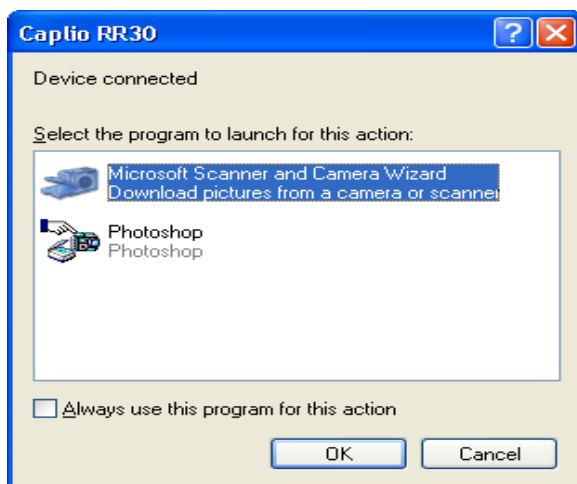 Caplio RR30
Device connected
Select the program to launch for this action:
Microsoft Scanner and Camera Wizard
Download pictures from a camera or scanner
Photoshop
Photoshop
Always use this program for this action
OK
Cancel